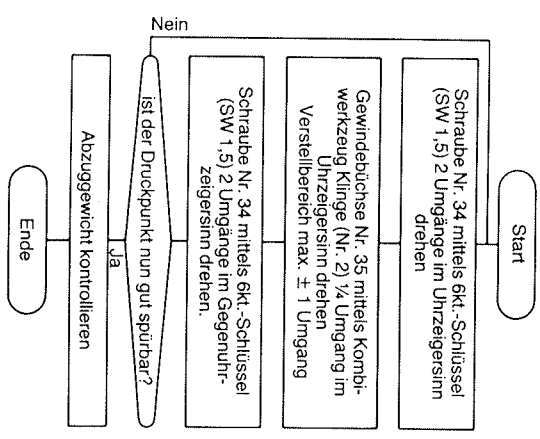 Start
Schraube Nr. 34 mittels 6kt.-Schlüssel
(SW 1,5) 2 Umgänge im Uhrzeigersinn
drehen
Gewindebüchse Nr. 35 mittels Kombi-
werkzeug Klinge (Nr. 2) ¼ Umgang im
Uhrzeigersinn drehen
Verstellbereich max. ± 1 Umgang
Schraube Nr. 34 mittels 6kt.-Schlüssel
(SW 1,5) 2 Umgänge im Gegenuhr-
zeigersinn drehen.
ist der Druckpunkt nun gut spürbar?
Nein
Ja
Abzuggewicht kontrollieren
Ende